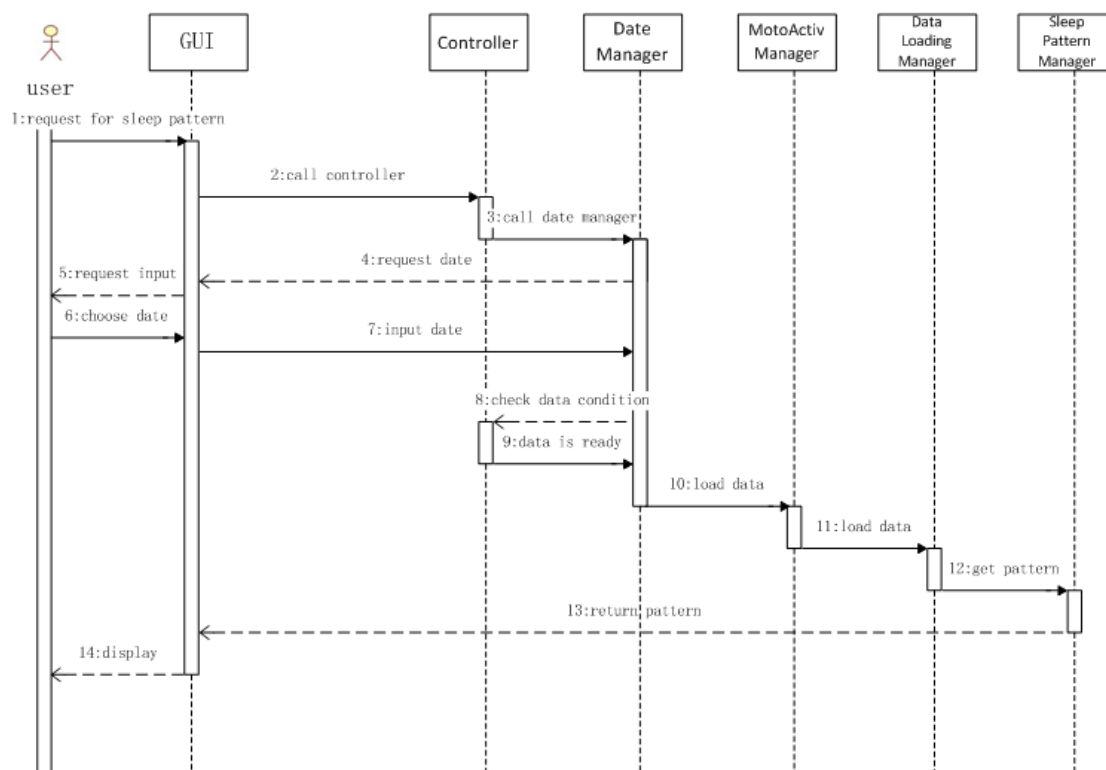 GUI
Controller
Date
Manager
MotoActiv
Manager
Data
Loading
Manager
Sleep
Pattern
Manager
user
1:request for sleep pattern
2:call controller
3:call date manager
4:request date
5:request input
6:choose date
7:input date
8:check data condition
9:data is ready
10:load data
11:load data
12:get pattern
13:return pattern
14:display